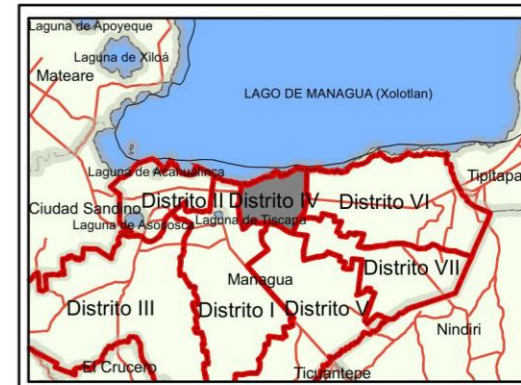 Laguna de Apoyeque
Laguna de Xiloá
Mateare
LAGO DE MANAGUA (Xolotlan)
Laguna de Acahualinca
Tipitapa
Ciudad Sandino
Distrito II
Distrito IV
Distrito VI
Laguna de Asososca
Laguna de Tiscapa
Distrito VII
Managua
Distrito III
Distrito I
Distrito V
Nindiri
El Crucero
Ticuantepe